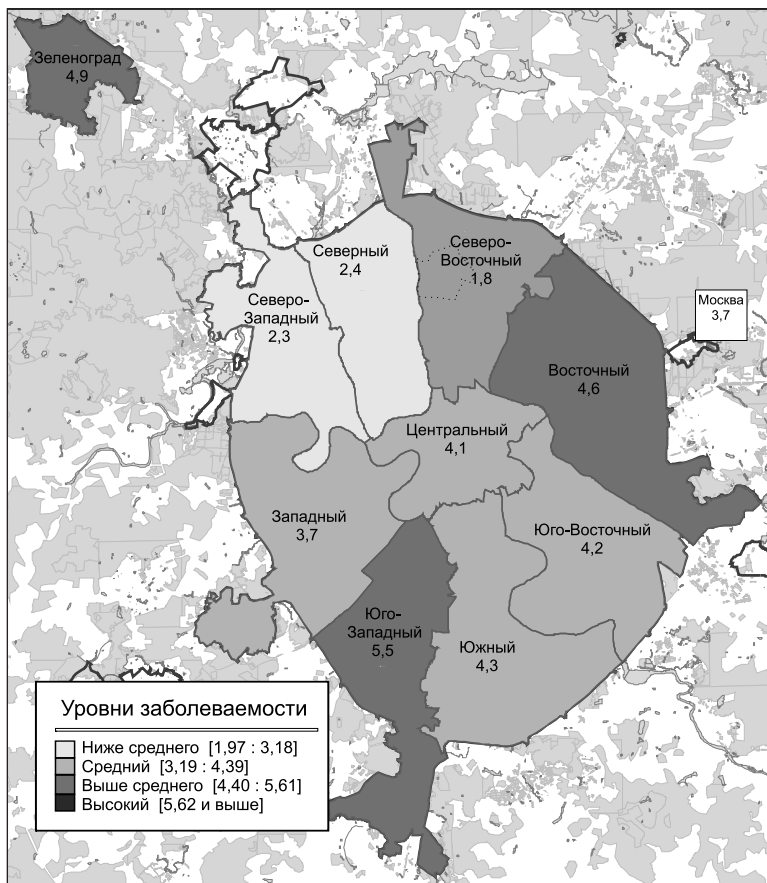 Зеленоград
4,9
Северный
2,4
Северо-
Восточный
1,8
Северо-
Западный
2,3
Москва
3,7
Восточный
4,6
Центральный
4,1
Западный
3,7
Юго-Восточный
4,2
Юго-
Западный
5,5
Южный
4,3
Уровни заболеваемости
Ниже среднего [1,97 : 3,18]
Средний [3,19 : 4,39]
Выше среднего [4,40 : 5,61]
Высокий [5,62 и выше]